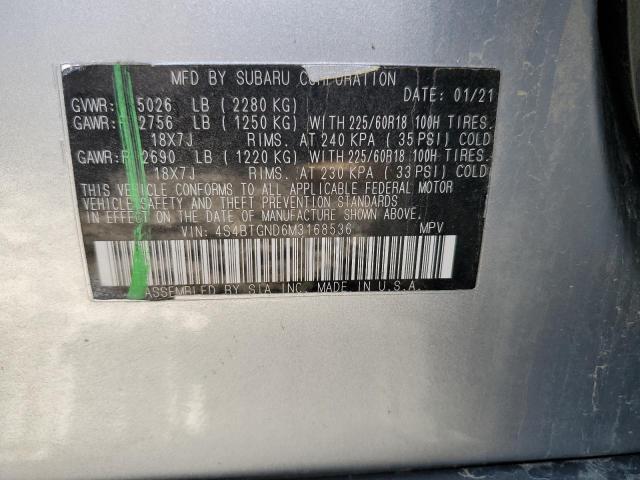 MFD BY SUBARU CORPORATION
DATE: 01/21
GVWR: 5026 LB (2280 KG)
GAWR: 2756 LB (1250 KG) WITH 225/60R18 100H TIRES.
18X7J RIMS. AT 240 KPA (35 PSI) COLD
GAWR: R 2690 LB (1220 KG) WITH 225/60R18 100H TIRES.
18X7J RIMS. AT 230 KPA (33 PSI) COLD
THIS VEHICLE CONFORMS TO ALL APPLICABLE FEDERAL MOTOR
VEHICLE SAFETY AND THEFT PREVENTION STANDARDS IN
EFFECT ON THE DATE OF MANUFACTURE SHOWN ABOVE.
VIN: 4S4BTGND6M3168536 MPV
ASSEMBLED BY SIA INC. MADE IN U.S.A.